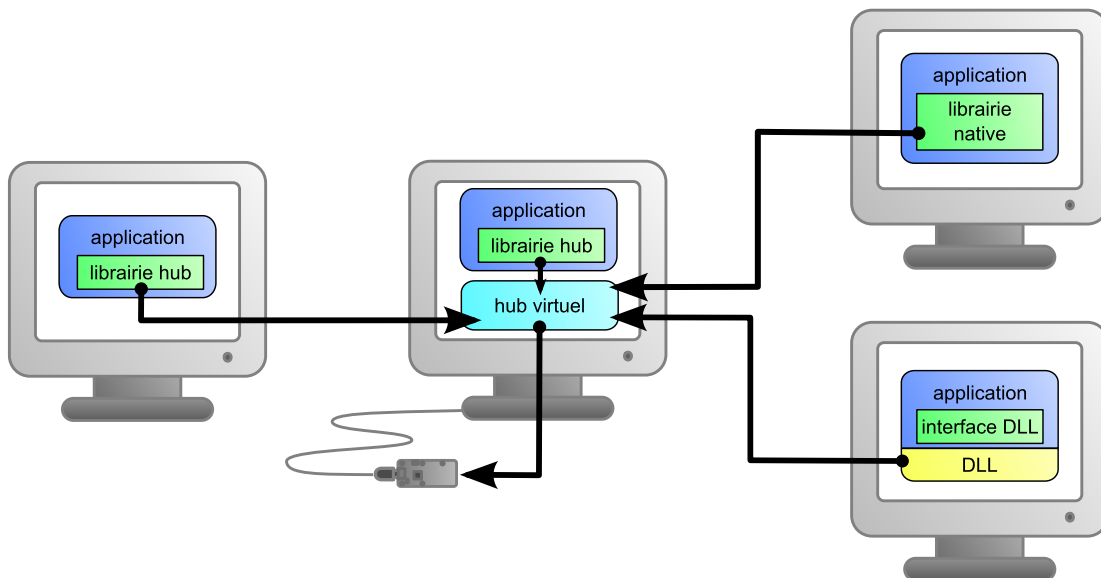 application
librairie hub
application
librairie hub
hub virtuel
application
librairie
native
application
interface DLL
DLL